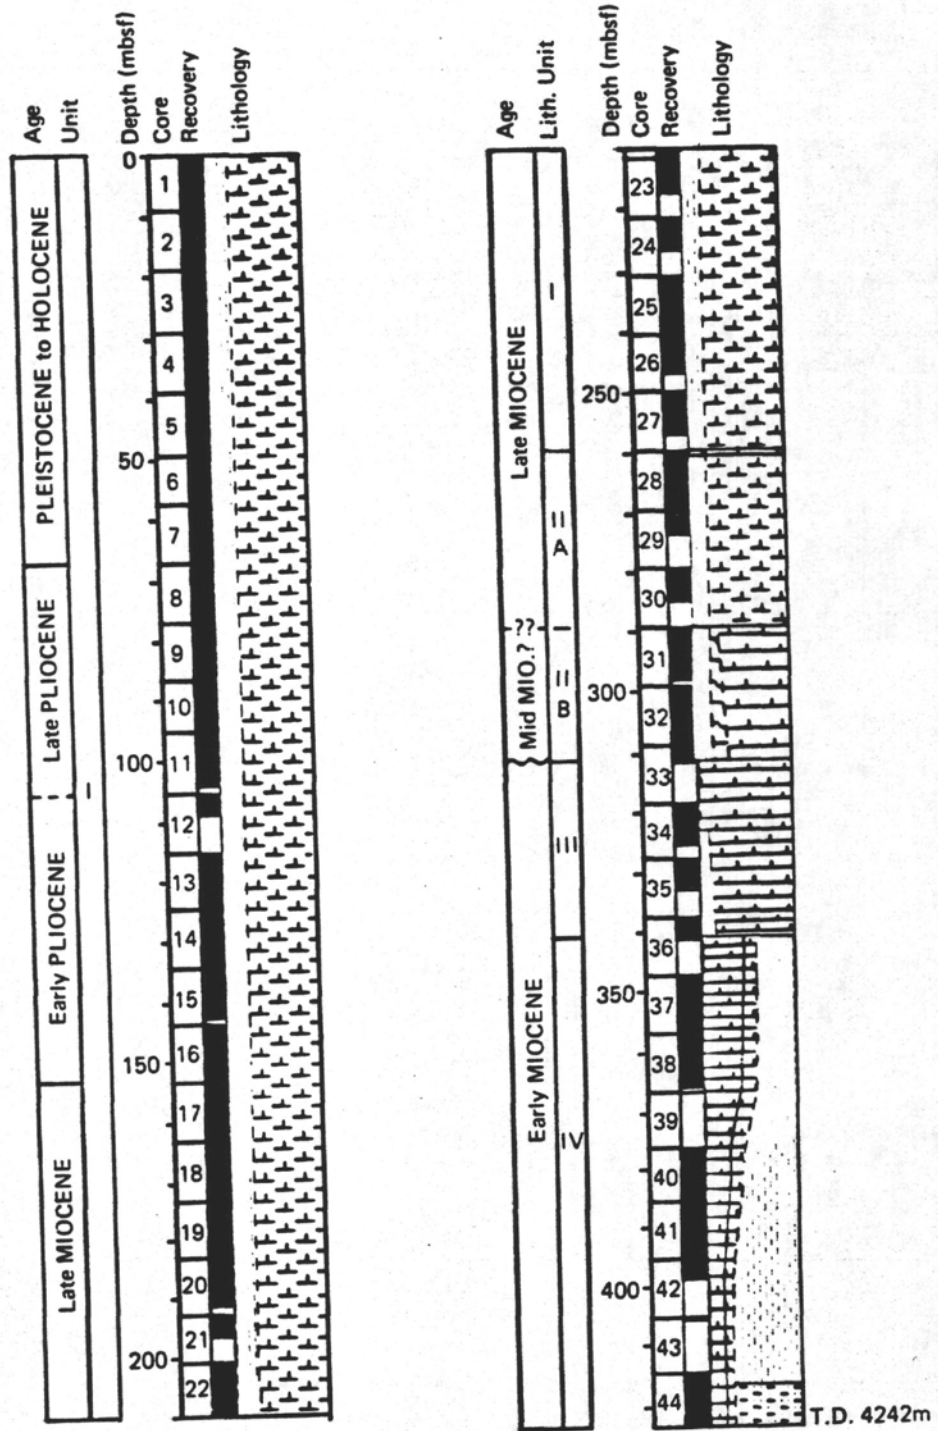 Age
Unit
Depth (mbsf)
Core
Recovery
Lithology
PLEISTOCENE to HOLOCENE
Late PLIOCENE
Early PLIOCENE
Late MIOCENE
I
0
50
100
150
200
1
2
3
4
5
6
7
8
9
10
11
12
13
14
15
16
17
18
19
20
21
22
Age
Lith. Unit
Depth (mbsf)
Core
Recovery
Lithology
Late MIOCENE
??
Mid MIO.?
Early MIOCENE
I
II
A
II
B
III
IV
250
300
350
400
23
24
25
26
27
28
29
30
31
32
33
34
35
36
37
38
39
40
41
42
43
44
T.D. 4242m